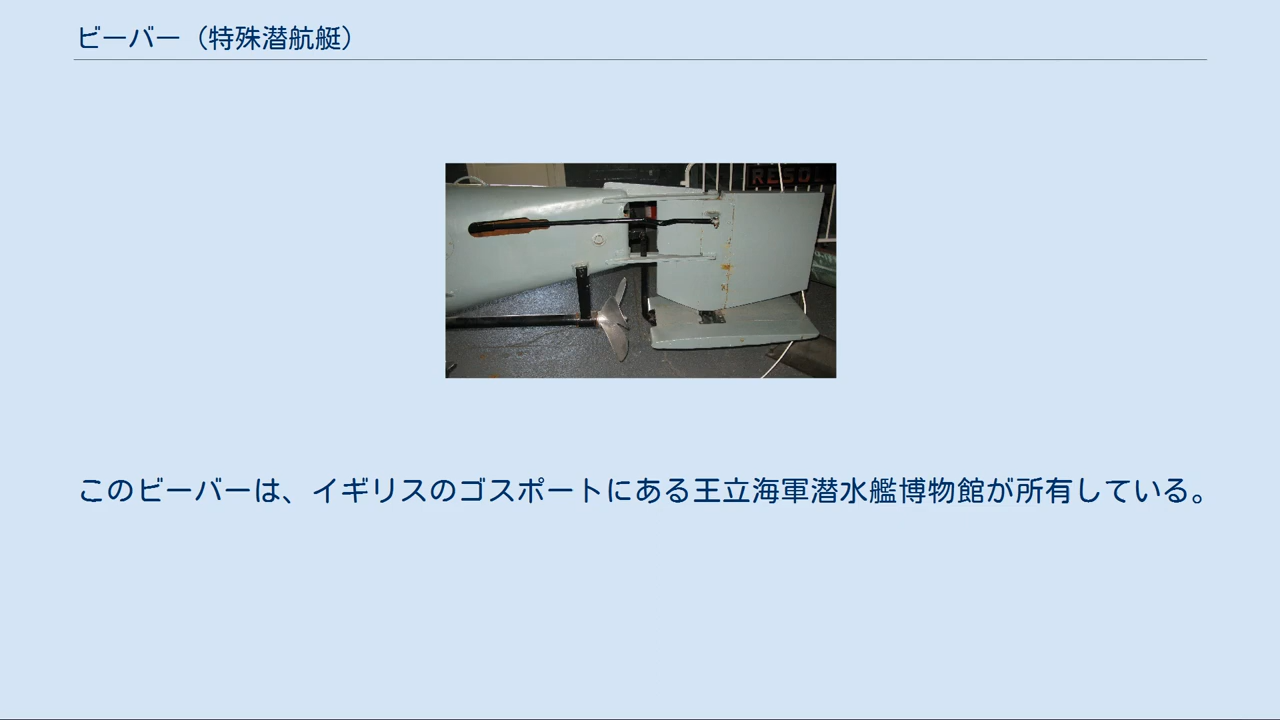 ビーバー（特殊潜航艇）
RESOL
このビーバーは、イギリスのゴスポートにある王立海軍潜水艦博物館が所有している。